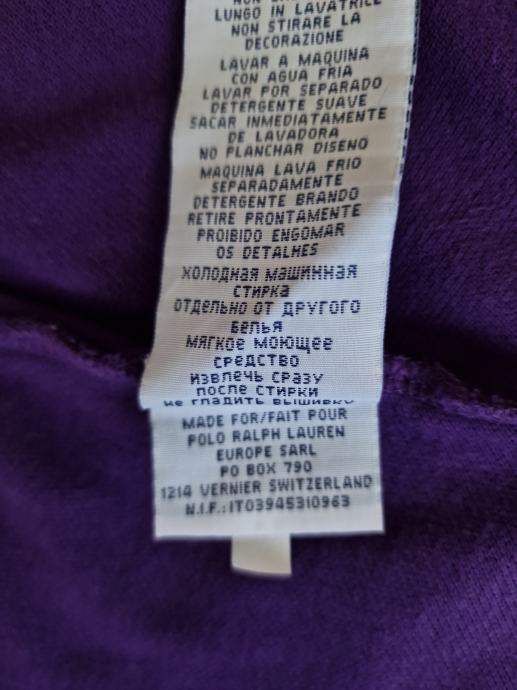 LUNGO IN LAVATRICE
NON STIRARE LA
DECORAZIONE
LAVAR A MAQUINA
CON AGUA FRIA
LAVAR POR SEPARADO
DETERGENTE SUAVE
SACAR INMEDIATAMENTE
DE LAVADORA
NO PLANCHAR DISENO
MAQUINA LAVA FRIO
SEPARADAMENTE
DETERGENTE BRANDO
RETIRE PRONTAMENTE
PROIBIDO ENGOMAR
OS DETALHES
ХОЛОДНАЯ МАШИННАЯ
СТИРКА
ОТДЕЛЬНО ОТ ДРУГОГО
БЕЛЬЯ
МЯГКОЕ МОЮЩЕЕ
СРЕДСТВО
ИЗВЛЕЧЬ СРАЗУ
ПОСЛЕ СТИРКИ
НЕ ГЛАДИТЬ ВЫШИВКУ
MADE FOR/FAIT POUR
POLO RALPH LAUREN
EUROPE SARL
PO BOX 790
1214 VERNIER SWITZERLAND
N.I.F.:IT03945310963